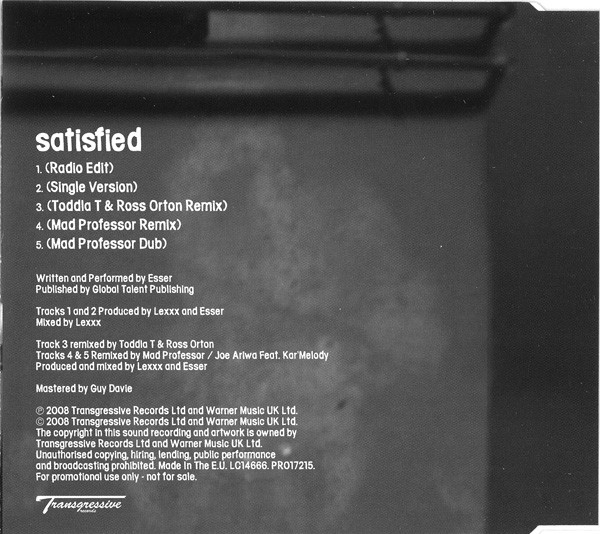 satisfied
1. (Radio Edit)
2. (Single Version)
3. (Toddla T & Ross Orton Remix)
4. (Mad Professor Remix)
5. (Mad Professor Dub)
Written and Performed by Esser
Published by Global Talent Publishing
Tracks 1 and 2 Produced by Lexxx and Esser
Mixed by Lexxx
Track 3 remixed by Toddla T & Ross Orton
Tracks 4 & 5 Remixed by Mad Professor / Joe Ariwa Feat. Kar'Melody
Produced and mixed by Lexxx and Esser
Mastered by Guy Davie
℗ 2008 Transgressive Records Ltd and Warner Music UK Ltd.
© 2008 Transgressive Records Ltd and Warner Music UK Ltd.
The copyright in this sound recording and artwork is owned by
Transgressive Records Ltd and Warner Music UK Ltd.
Unauthorised copying, hiring, lending, public performance
and broadcasting prohibited. Made In The E.U. LC14666. PRO17215.
For promotional use only - not for sale.
Transgressive
records